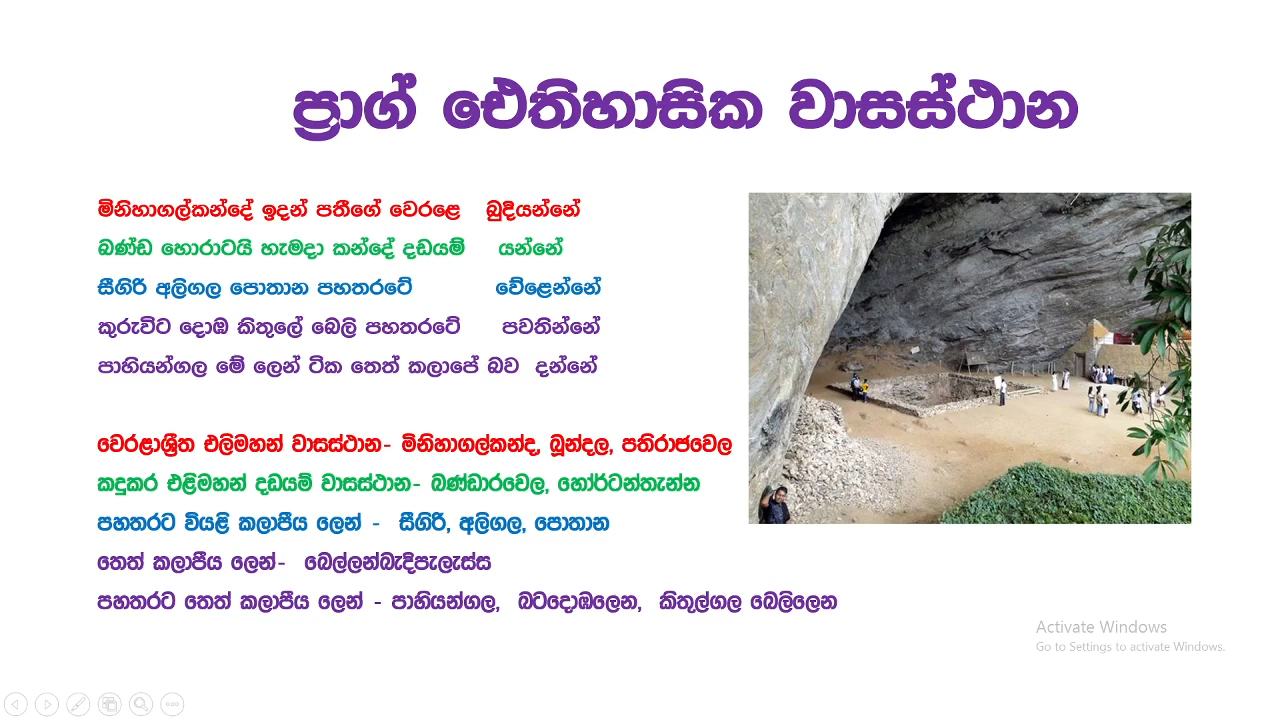 ප්‍රාග් ඓතිහාසික වාසස්ථාන
මිනිහාගල්කන්දේ ඉදන් පතීගේ වෙරළෙ බුදියන්නේ
බණ්ඩ හොරාටයි හැමදා කන්දේ දඩයම් යන්නේ
සීගිරි අලිගල පොතාන පහතරටේ වේළෙන්නේ
කුරුවිට දොඹ කිතුලේ බෙලි පහතරටේ පවතින්නේ
පාහියන්ගල මේ ලෙන් ටික තෙත් කලාපේ බව දන්නේ
වෙරළාශ්‍රීත එලිමහන් වාසස්ථාන- මිනිහාගල්කන්ද, බූන්දල, පතිරාජවෙල
කදුකර එළිමහන් දඩයම් වාසස්ථාන- බණ්ඩාරවෙල, හෝර්ටන්තැන්න
පහතරට වියළි කලාපීය ලෙන් - සීගිරි, අලිගල, පොතාන
තෙත් කලාපීය ලෙන්- බෙල්ලන්බැදිපැලැස්ස
පහතරට තෙත් කලාපීය ලෙන් - පාහියන්ගල, බටදොඹලෙන, කිතුල්ගල බෙලිලෙන
Activate Windows
Go to Settings to activate Windows.